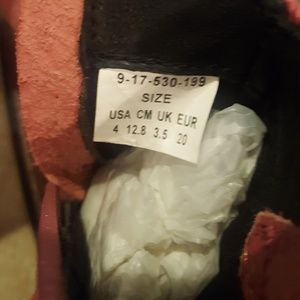 9-17-530-199
SIZE
USA CM UK EUR
4 12.8 3.5 20